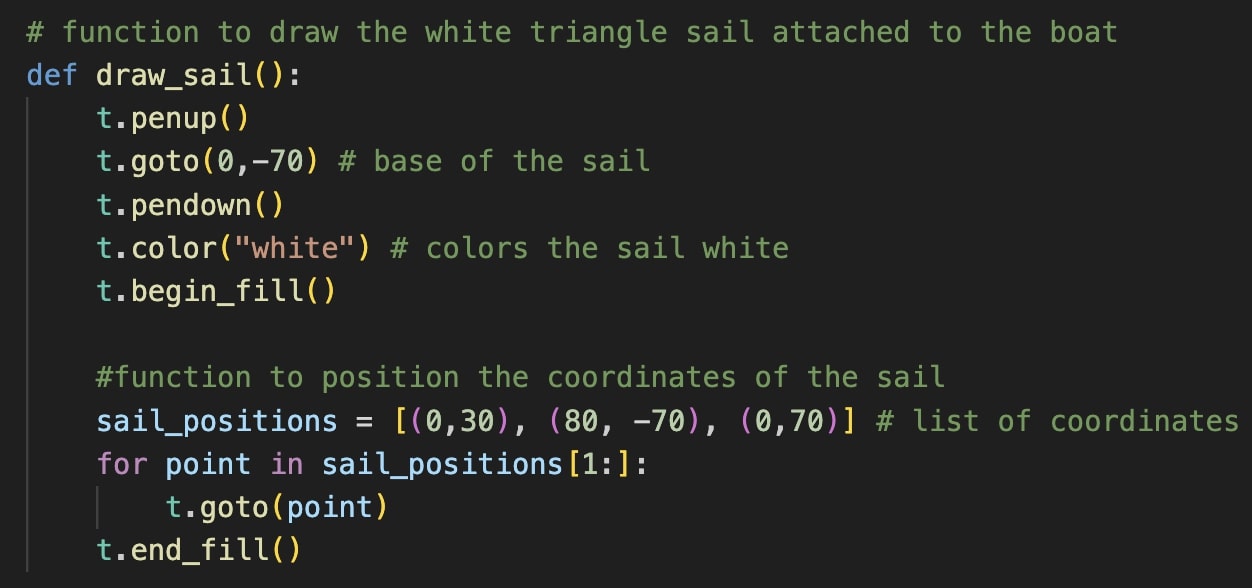 # function to draw the white triangle sail attached to the boat
def draw_sail():
    t.penup()
    t.goto(0,-70) # base of the sail
    t.pendown()
    t.color("white") # colors the sail white
    t.begin_fill()

    #function to position the coordinates of the sail
    sail_positions = [(0,30), (80, -70), (0,70)] # list of coordinates
    for point in sail_positions[1:]:
        t.goto(point)
    t.end_fill()